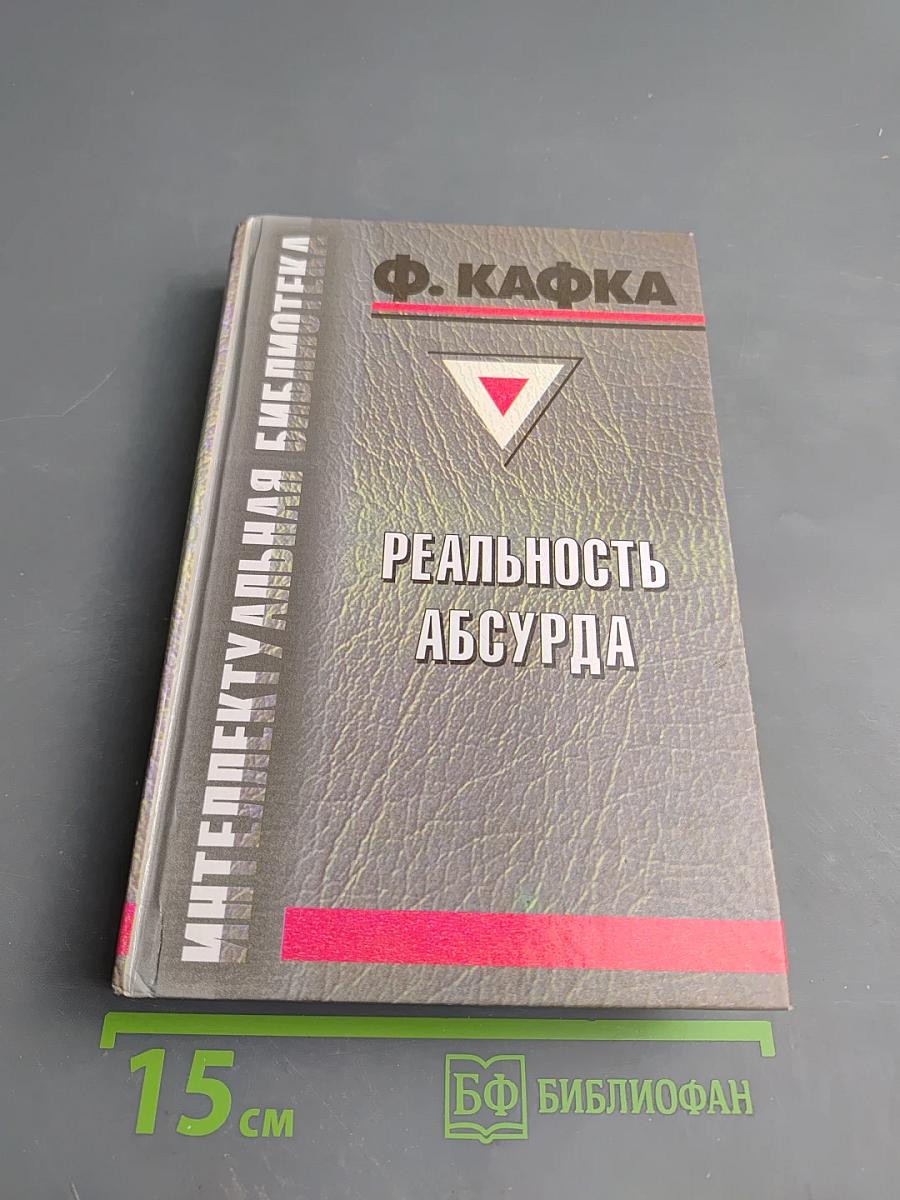 Ф. КАФКА
РЕАЛЬНОСТЬ
АБСУРДА
ИНТЕЛЛЕКТУАЛЬНАЯ БИБЛИОТЕКА
15 см
БФ БИБЛИОФАН